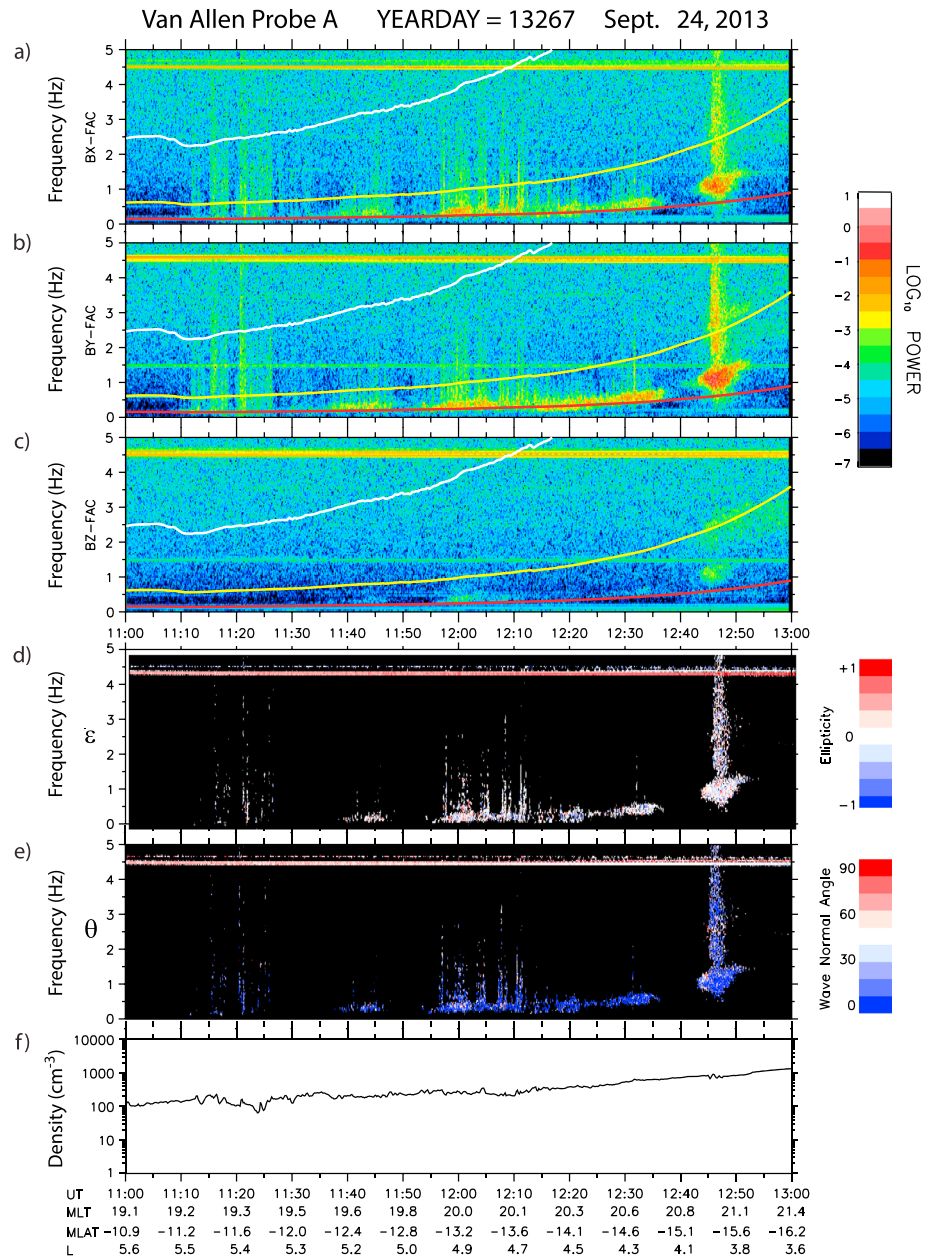 Van Allen Probe A YEARDAY = 13267 Sept. 24, 2013
a)
Frequency (Hz)
BX-FAC
5
4
3
2
1
0
b)
Frequency (Hz)
BY-FAC
5
4
3
2
1
0
c)
Frequency (Hz)
BZ-FAC
5
4
3
2
1
0
11:00 11:10 11:20 11:30 11:40 11:50 12:00 12:10 12:20 12:30 12:40 12:50 13:00
1
0
-1
-2
-3
-4
-5
-6
-7
LOG10 POWER
d)
Frequency (Hz)
ε
5
4
3
2
1
0
+1
0
-1
Ellipticity
e)
Frequency (Hz)
θ
5
4
3
2
1
0
90
60
30
0
Wave Normal Angle
f)
Density (cm-3)
10000
1000
100
10
1
UT 11:00 11:10 11:20 11:30 11:40 11:50 12:00 12:10 12:20 12:30 12:40 12:50 13:00
MLT 19.1 19.2 19.3 19.5 19.6 19.8 20.0 20.1 20.3 20.6 20.8 21.1 21.4
MLAT -10.9 -11.2 -11.6 -12.0 -12.4 -12.8 -13.2 -13.6 -14.1 -14.6 -15.1 -15.6 -16.2
L 5.6 5.5 5.4 5.3 5.2 5.0 4.9 4.7 4.5 4.3 4.1 3.8 3.6